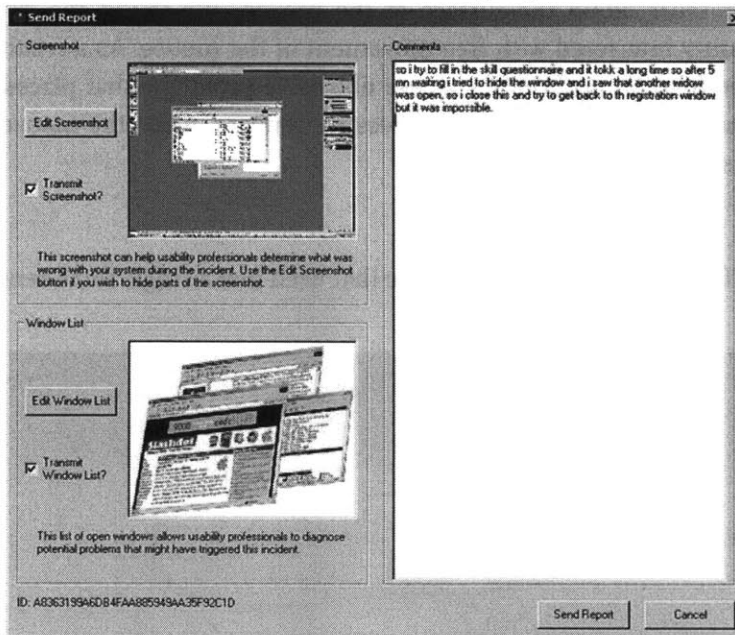 Send Report
Screenshot
Edit Screenshot
Transmit
Screenshot?
This screenshot can help usability professionals determine what was
wrong with your system during the incident. Use the Edit Screenshot
button if you wish to hide parts of the screenshot.
Window List
Edit Window List
slashdot
Transmit
Window List?
This list of open windows allows usability professionals to diagnose
potential problems that might have triggered this incident.
ID: A8363199A6DB4FAA885949AA35F92C1D
Comments
so i try to fill in the skill questionnaire and it tokk a long time so after 5
mn waiting i tried to hide the window and i saw that another widow
was open. so i close this and try to get back to th registration window
but it was impossible.
Send Report
Cancel